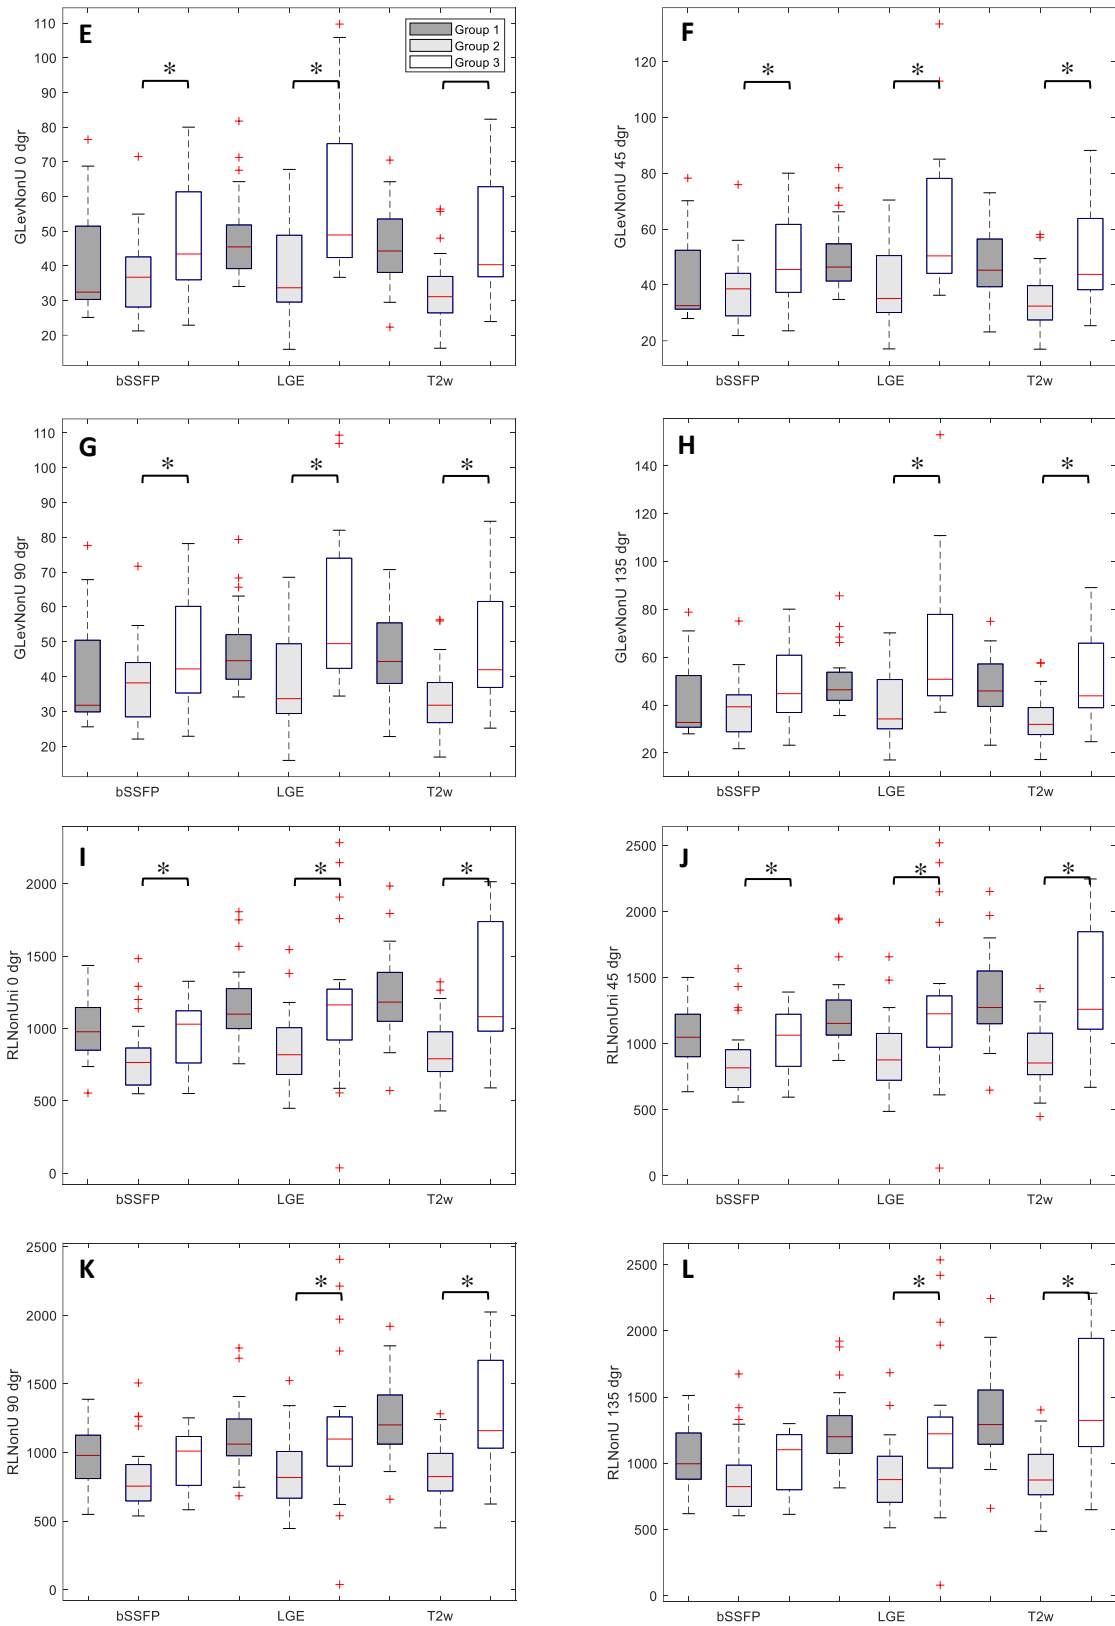 E
Group 1
Group 2
Group 3
110
100
90
80
70
60
50
40
30
20
GLevNonU 0 dgr
* *
bSSFP LGE T2w
F
120
100
80
60
40
20
GLevNonU 45 dgr
* * *
bSSFP LGE T2w
G
110
100
90
80
70
60
50
40
30
20
GLevNonU 90 dgr
* * *
bSSFP LGE T2w
H
140
120
100
80
60
40
20
GLevNonU 135 dgr
* *
bSSFP LGE T2w
I
2000
1500
1000
500
0
RLNonUni 0 dgr
* * *
bSSFP LGE T2w
J
2500
2000
1500
1000
500
0
RLNonUni 45 dgr
* * *
bSSFP LGE T2w
K
2500
2000
1500
1000
500
0
RLNonU 90 dgr
* *
bSSFP LGE T2w
L
2500
2000
1500
1000
500
0
RLNonU 135 dgr
* *
bSSFP LGE T2w